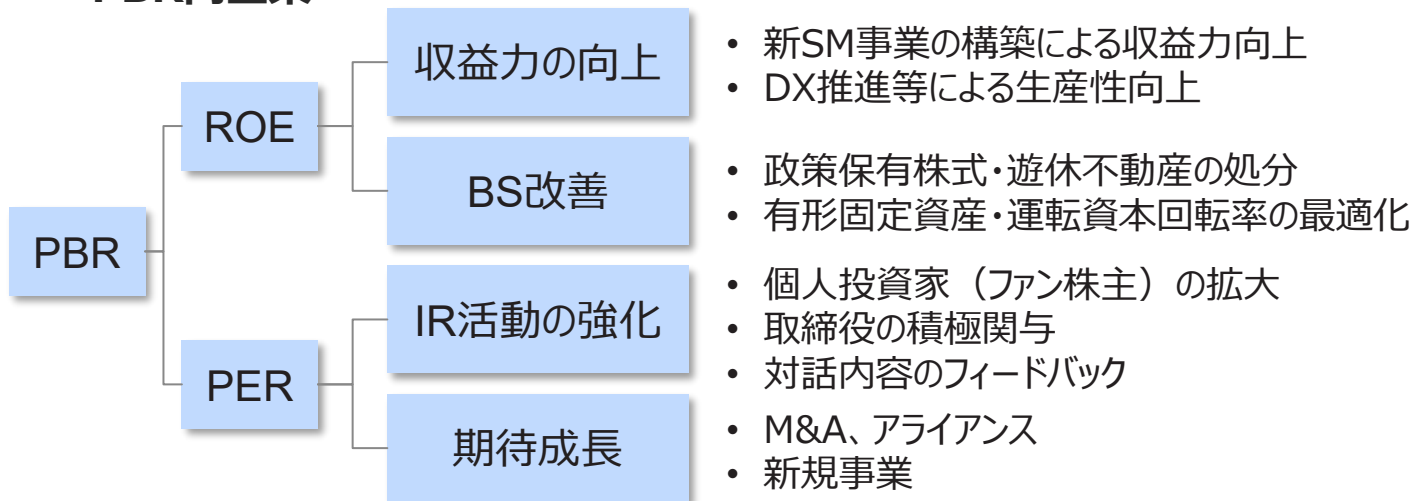 PBR
ROE
収益力の向上
• 新SM事業の構築による収益力向上
• DX推進等による生産性向上
BS改善
• 政策保有株式・遊休不動産の処分
• 有形固定資産・運転資本回転率の最適化
PER
IR活動の強化
• 個人投資家（ファン株主）の拡大
• 取締役の積極関与
• 対話内容のフィードバック
期待成長
• M&A、アライアンス
• 新規事業